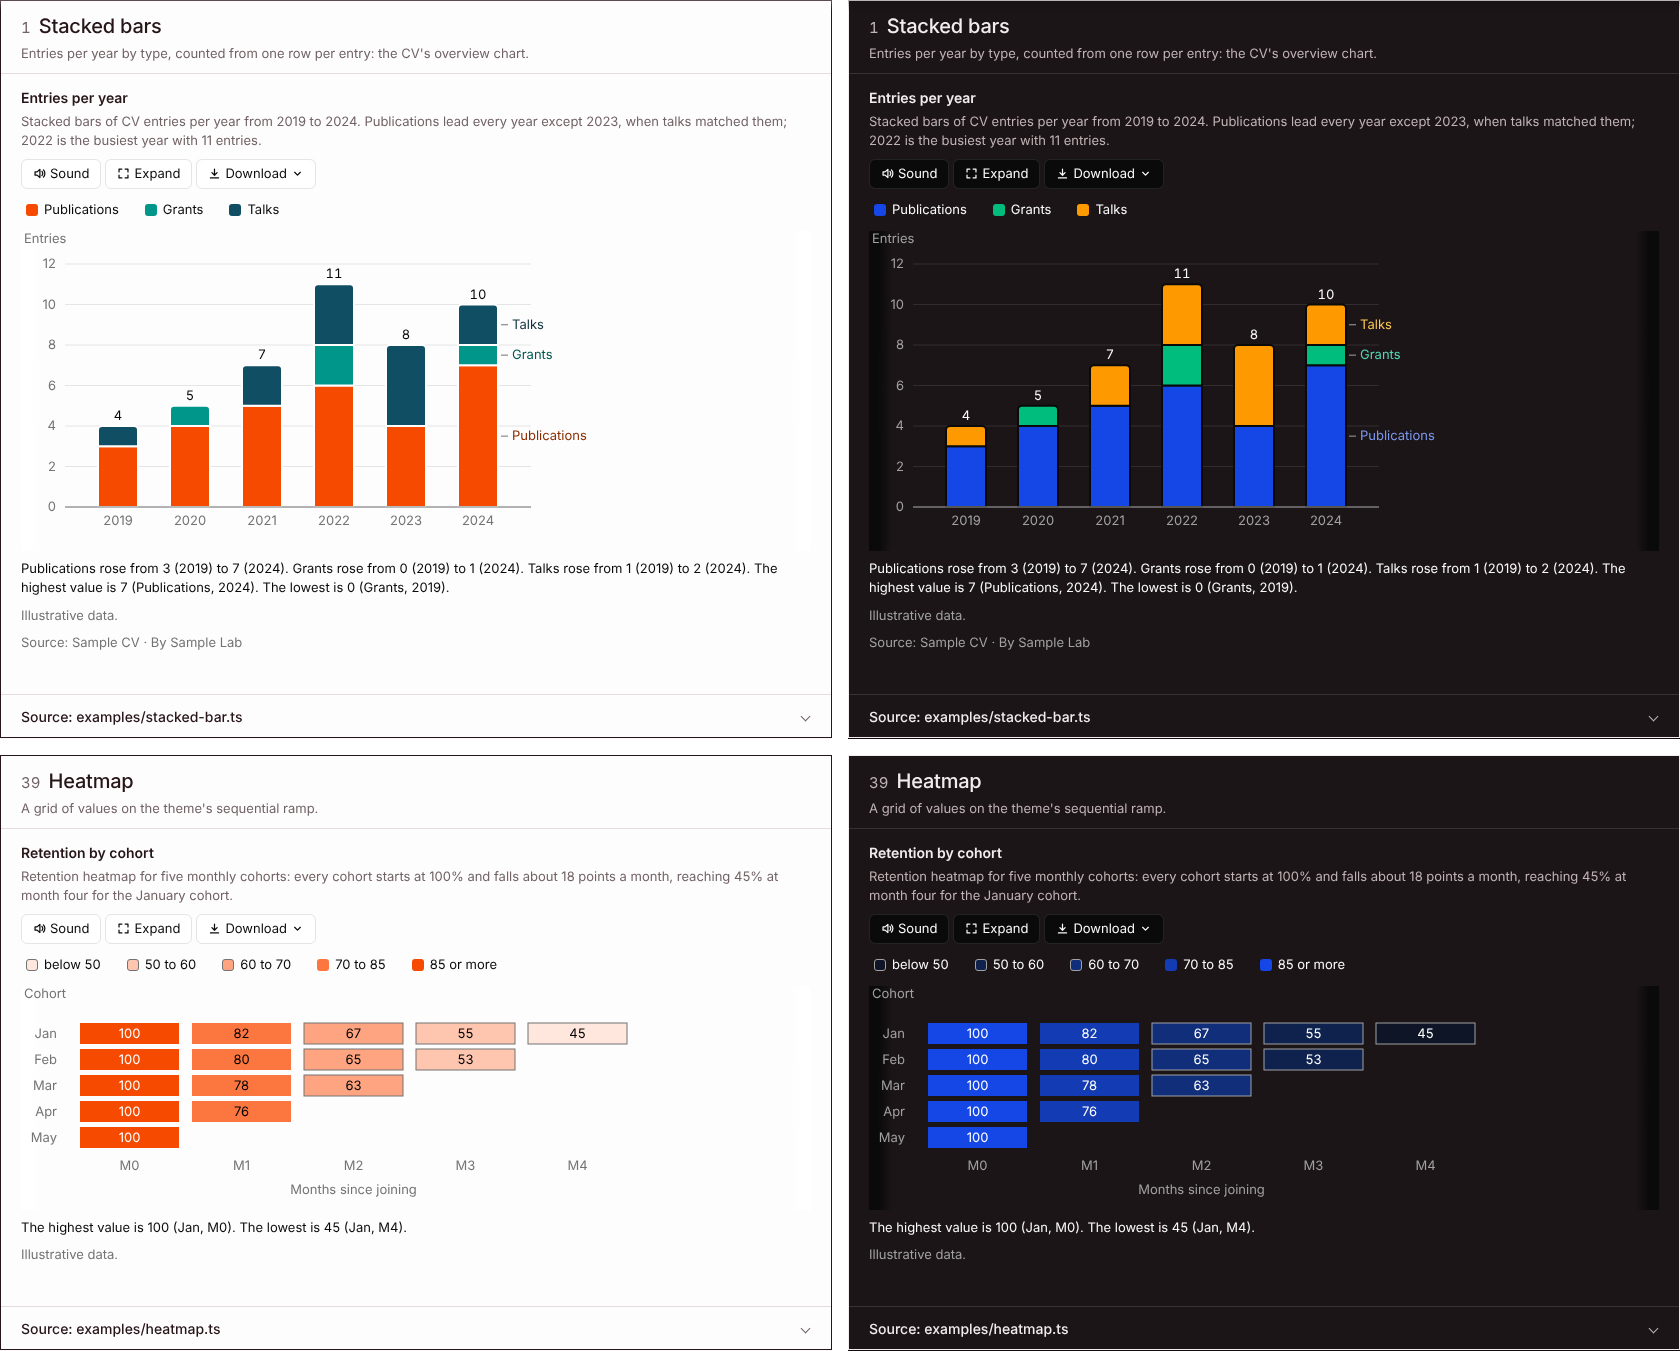 1 Stacked bars
Entries per year by type, counted from one row per entry: the CV's overview chart.
Entries per year
Stacked bars of CV entries per year from 2019 to 2024. Publications lead every year except 2023, when talks matched them;
2022 is the busiest year with 11 entries.
Sound Expand Download
Publications Grants Talks
Entries
12
11
10
10
Talks
8
8
7
Grants
6
5
4
4
Publications
2
0
2019 2020 2021 2022 2023 2024
Publications rose from 3 (2019) to 7 (2024). Grants rose from 0 (2019) to 1 (2024). Talks rose from 1 (2019) to 2 (2024). The
highest value is 7 (Publications, 2024). The lowest is 0 (Grants, 2019).
Illustrative data.
Source: Sample CV · By Sample Lab
Source: examples/stacked-bar.ts
1 Stacked bars
Entries per year by type, counted from one row per entry: the CV's overview chart.
Entries per year
Stacked bars of CV entries per year from 2019 to 2024. Publications lead every year except 2023, when talks matched them;
2022 is the busiest year with 11 entries.
Sound Expand Download
Publications Grants Talks
Entries
12
11
10
10
Talks
8
8
7
Grants
6
5
4
4
Publications
2
0
2019 2020 2021 2022 2023 2024
Publications rose from 3 (2019) to 7 (2024). Grants rose from 0 (2019) to 1 (2024). Talks rose from 1 (2019) to 2 (2024). The
highest value is 7 (Publications, 2024). The lowest is 0 (Grants, 2019).
Illustrative data.
Source: Sample CV · By Sample Lab
Source: examples/stacked-bar.ts
39 Heatmap
A grid of values on the theme's sequential ramp.
Retention by cohort
Retention heatmap for five monthly cohorts: every cohort starts at 100% and falls about 18 points a month, reaching 45% at
month four for the January cohort.
Sound Expand Download
below 50 50 to 60 60 to 70 70 to 85 85 or more
Cohort
Jan 100 82 67 55 45
Feb 100 80 65 53
Mar 100 78 63
Apr 100 76
May 100
M0 M1 M2 M3 M4
Months since joining
The highest value is 100 (Jan, M0). The lowest is 45 (Jan, M4).
Illustrative data.
Source: examples/heatmap.ts
39 Heatmap
A grid of values on the theme's sequential ramp.
Retention by cohort
Retention heatmap for five monthly cohorts: every cohort starts at 100% and falls about 18 points a month, reaching 45% at
month four for the January cohort.
Sound Expand Download
below 50 50 to 60 60 to 70 70 to 85 85 or more
Cohort
Jan 100 82 67 55 45
Feb 100 80 65 53
Mar 100 78 63
Apr 100 76
May 100
M0 M1 M2 M3 M4
Months since joining
The highest value is 100 (Jan, M0). The lowest is 45 (Jan, M4).
Illustrative data.
Source: examples/heatmap.ts